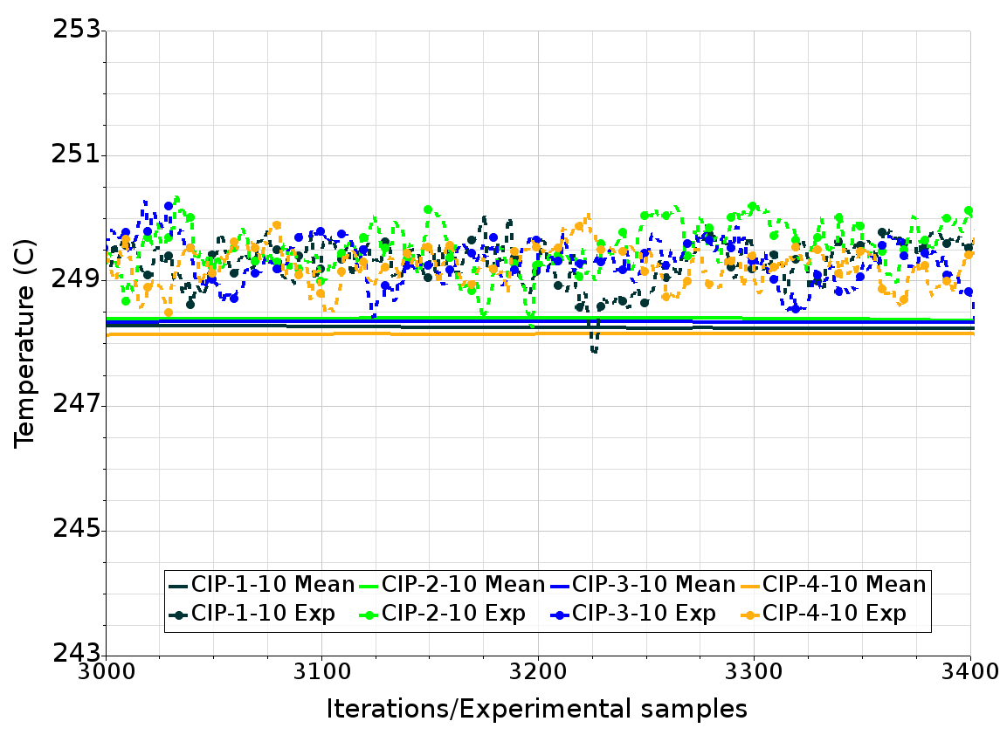 253
251
249
247
245
243
Temperature (C)
CIP-1-10 Mean CIP-2-10 Mean CIP-3-10 Mean CIP-4-10 Mean
CIP-1-10 Exp CIP-2-10 Exp CIP-3-10 Exp CIP-4-10 Exp
3000 3100 3200 3300 3400
Iterations/Experimental samples